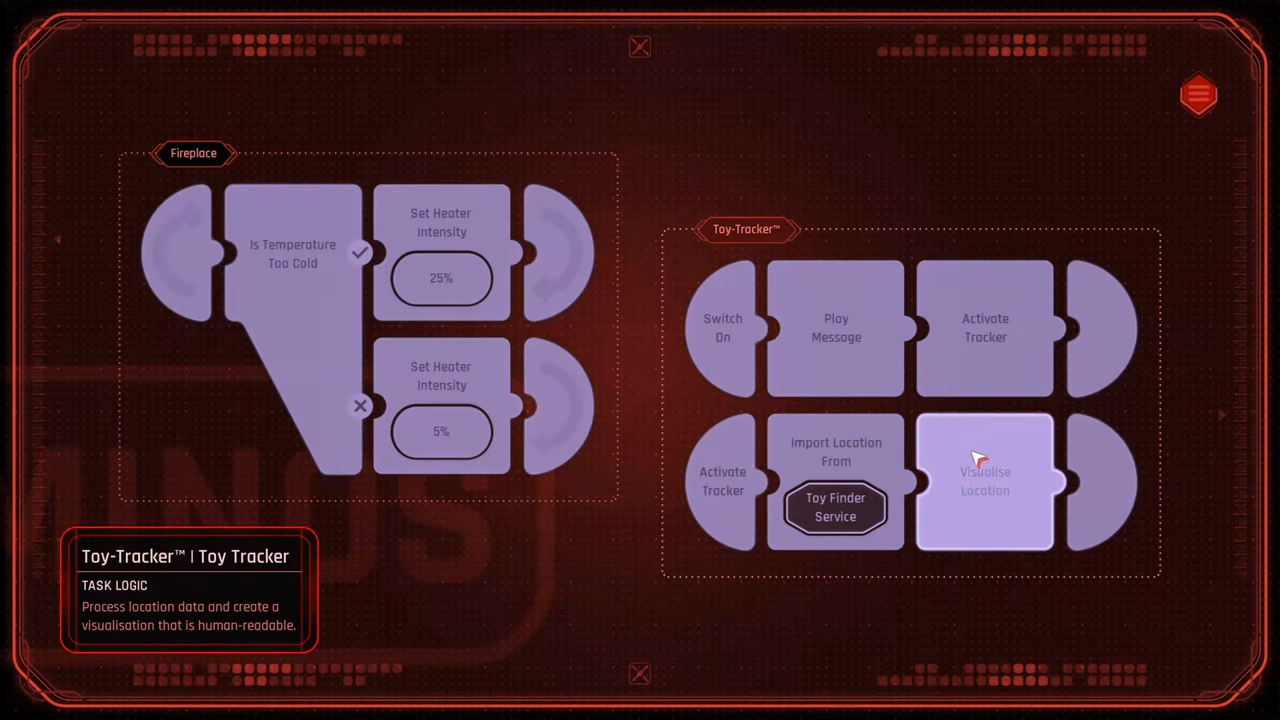 Fireplace
Is Temperature
Too Cold
Set Heater
Intensity
25%
Set Heater
Intensity
5%
Toy-Tracker™
Switch
On
Play
Message
Activate
Tracker
Activate
Tracker
Import Location
From
Toy Finder
Service
Visualise
Location
Toy-Tracker™ | Toy Tracker
TASK LOGIC
Process location data and create a
visualisation that is human-readable.